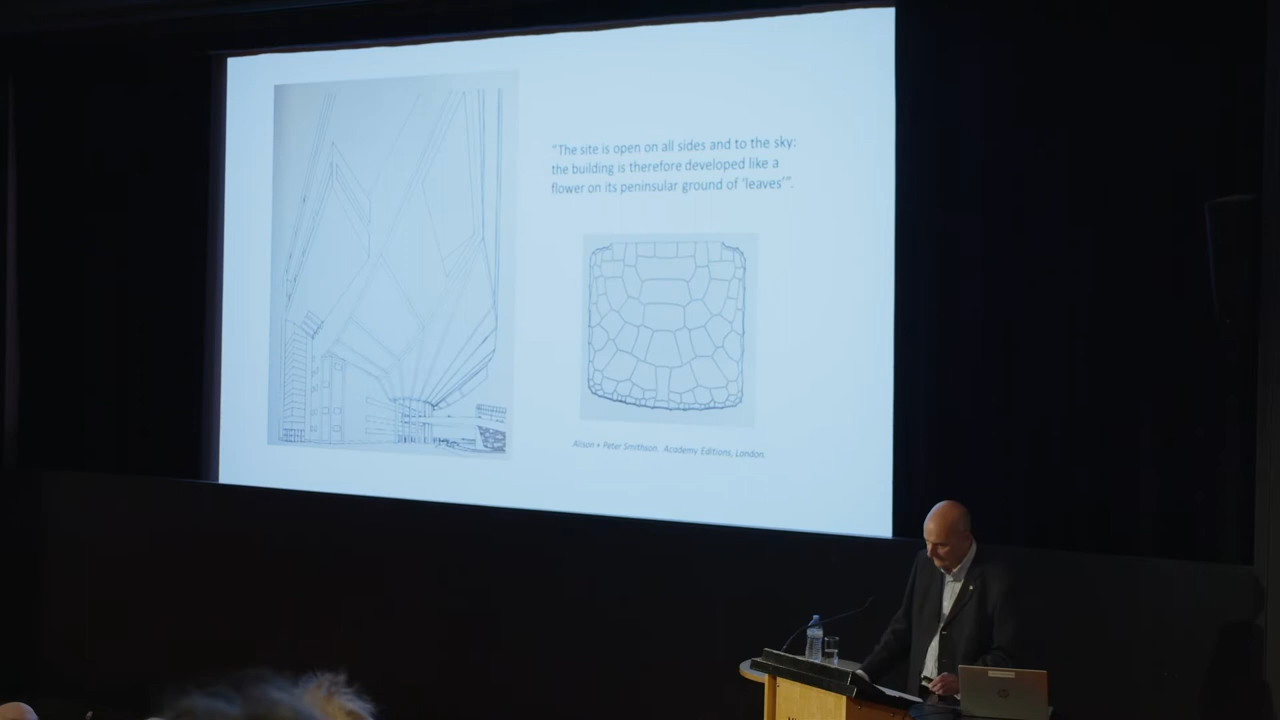 “The site is open on all sides and to the sky:
the building is therefore developed like a
flower on its peninsular ground of ‘leaves’”.
Alison + Peter Smithson. Academy Editions, London.
hp